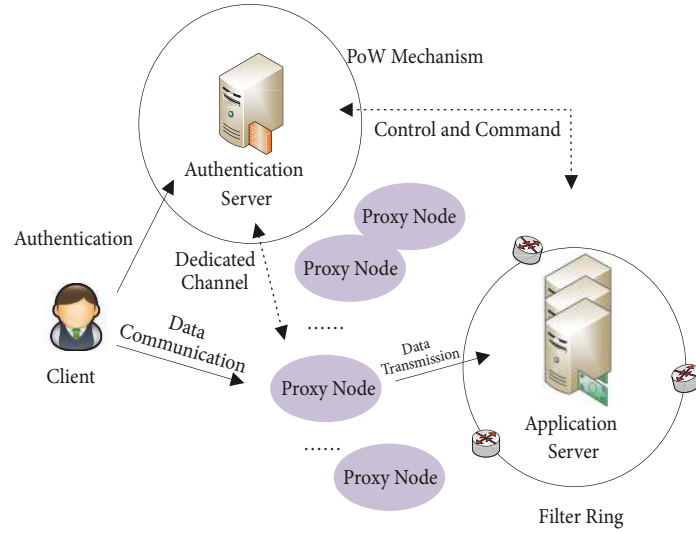 PoW Mechanism
Control and Command
Authentication
Server
Proxy Node
Authentication
Dedicated
Channel
Proxy Node
......
Data
Communication
Data
Transmission
Client
Proxy Node
Application
Server
......
Proxy Node
Filter Ring